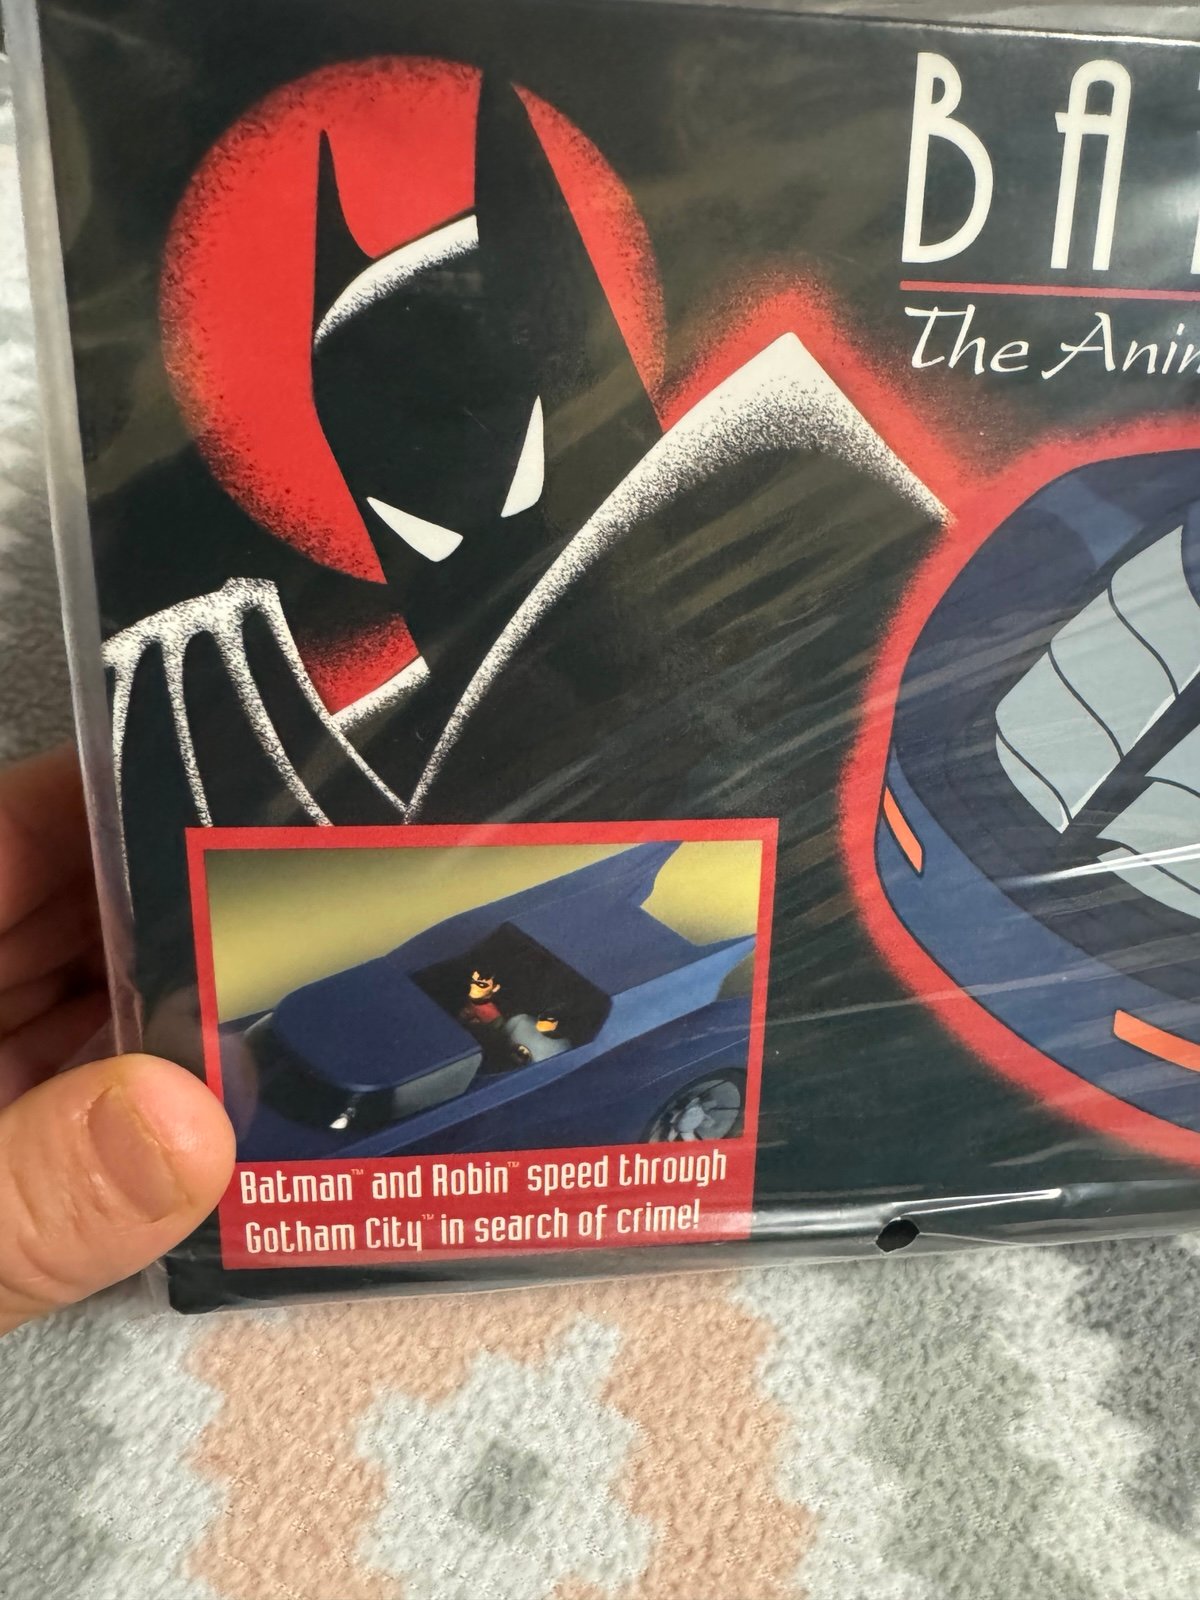 BA
The Anim
Batman™ and Robin™ speed through
Gotham City™ in search of crime!